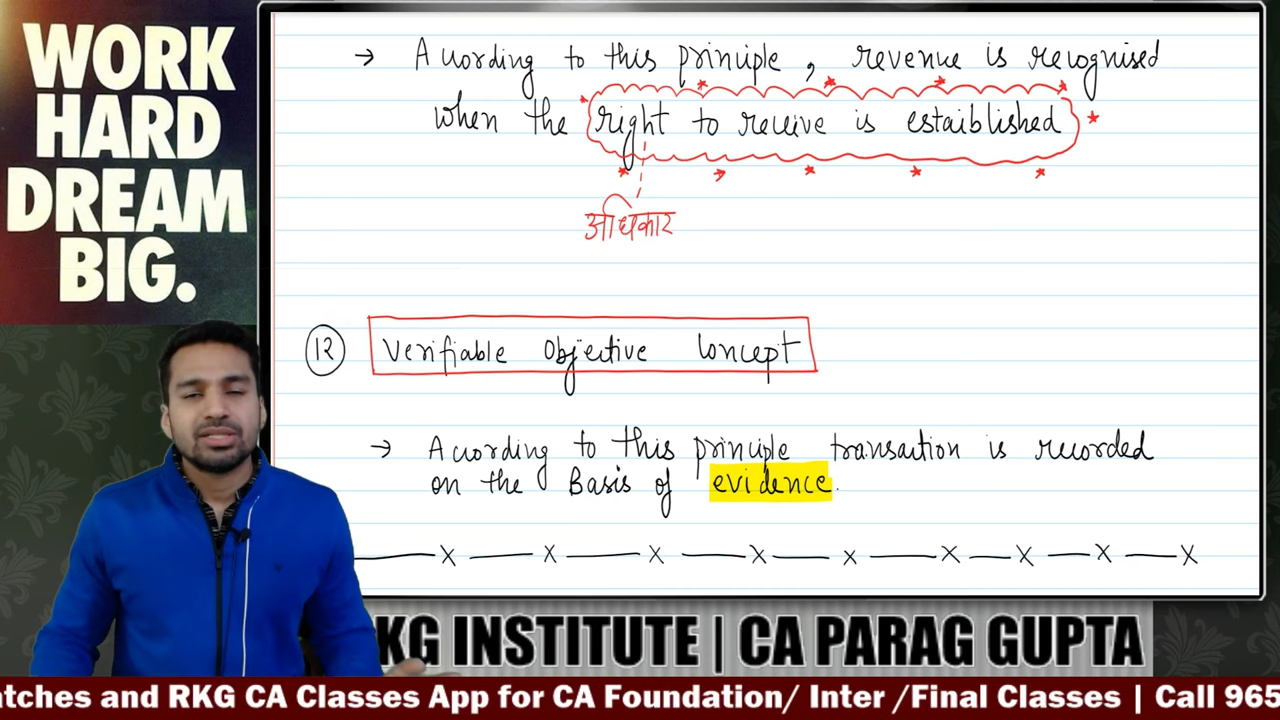 WORK
HARD
DREAM
BIG.
→ According to this principle, revenue is recognised
when the right to receive is estaiblished
अधिकार
12 Verifiable Objective Concept
→ According to this principle transaction is recorded
on the Basis of evidence.
KG INSTITUTE | CA PARAG GUPTA
atches and RKG CA Classes App for CA Foundation/ Inter /Final Classes | Call 965